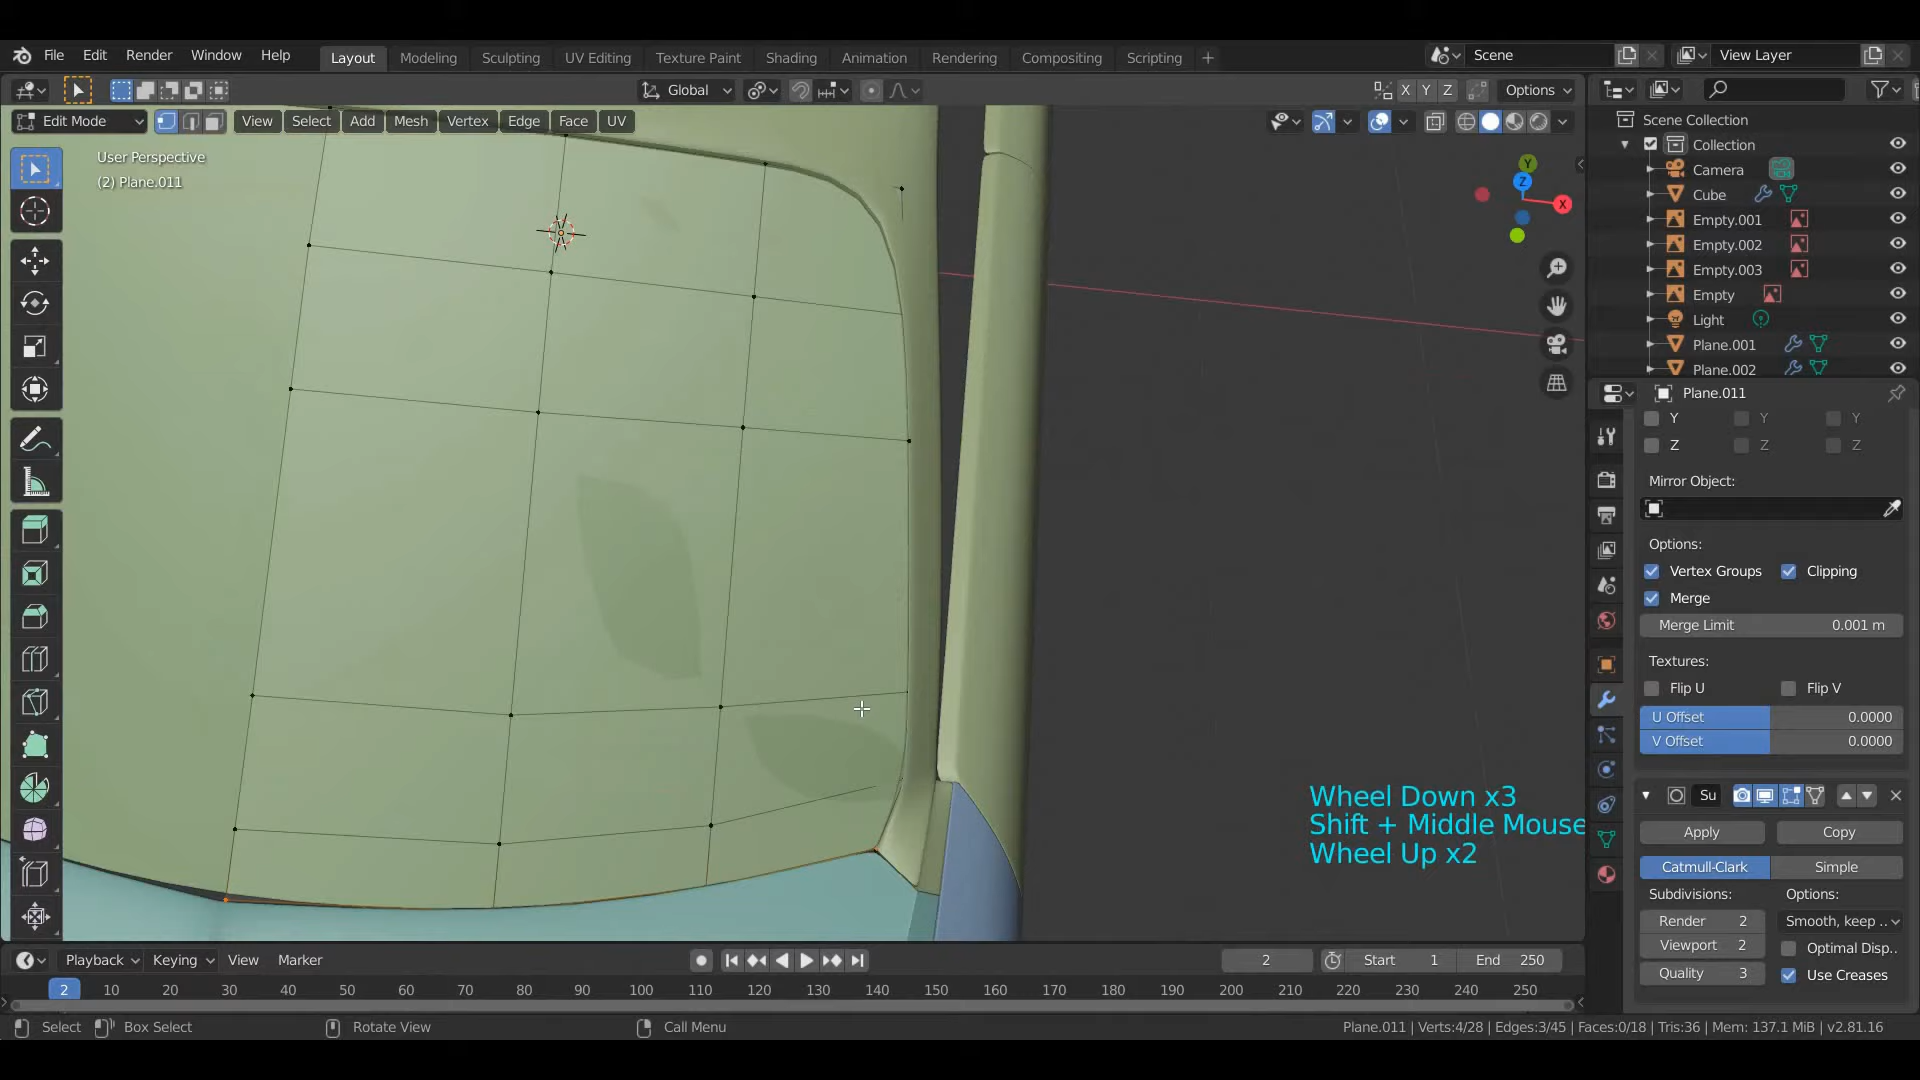 File Edit Render Window Help Layout Modeling Sculpting UV Editing Texture Paint Shading Animation Rendering Compositing Scripting + Scene View Layer
Global X Y Z Options
Edit Mode View Select Add Mesh Vertex Edge Face UV
User Perspective
(2) Plane.011
Y
Z
X
Scene Collection
Collection
Camera
Cube
Empty.001
Empty.002
Empty.003
Empty
Light
Plane.001
Plane.002
Plane.011
Y Y Y
Z Z Z
Mirror Object:
Options:
Vertex Groups Clipping
Merge
Merge Limit 0.001 m
Textures:
Flip U Flip V
U Offset 0.0000
V Offset 0.0000
Su
Apply Copy
Catmull-Clark Simple
Subdivisions: Options:
Render 2 Smooth, keep ..
Viewport 2 Optimal Disp..
Quality 3 Use Creases
Wheel Down x3
Shift + Middle Mouse
Wheel Up x2
Playback Keying View Marker 2 Start 1 End 250
2 10 20 30 40 50 60 70 80 90 100 110 120 130 140 150 160 170 180 190 200 210 220 230 240 250
Select Box Select Rotate View Call Menu Plane.011 | Verts:4/28 | Edges:3/45 | Faces:0/18 | Tris:36 | Mem: 137.1 MiB | v2.81.16